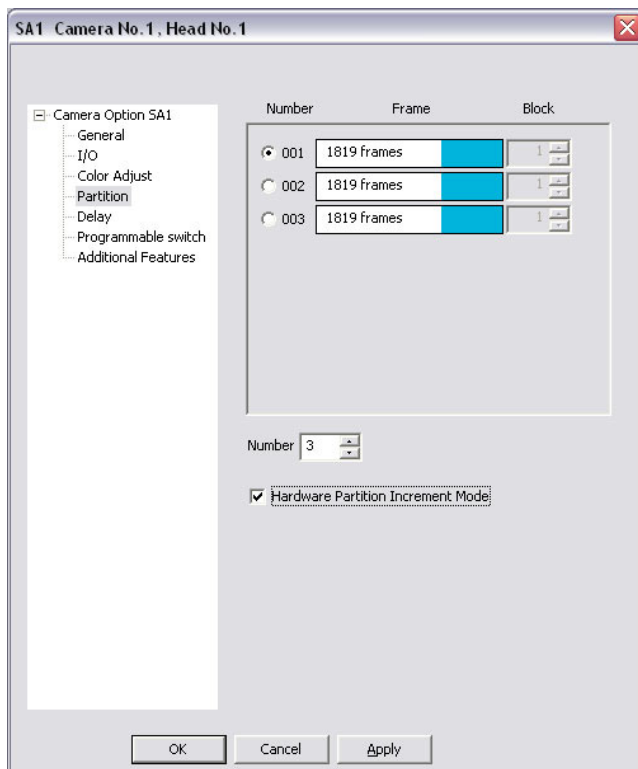 SA1 Camera No.1, Head No.1
Camera Option SA1
General
I/O
Color Adjust
Partition
Delay
Programmable switch
Additional Features
Number Frame Block
001 1819 frames 1
002 1819 frames 1
003 1819 frames 1
Number 3
Hardware Partition Increment Mode
OK Cancel Apply